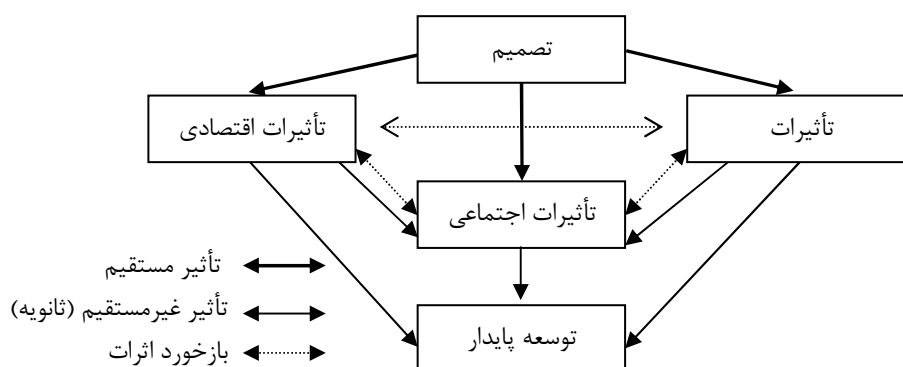 تصمیم
تأثیرات
تأثیرات اقتصادی
تأثیرات اجتماعی
توسعه پایدار
تأثیر مستقیم
تأثیر غیرمستقیم (ثانویه)
بازخورد اثرات